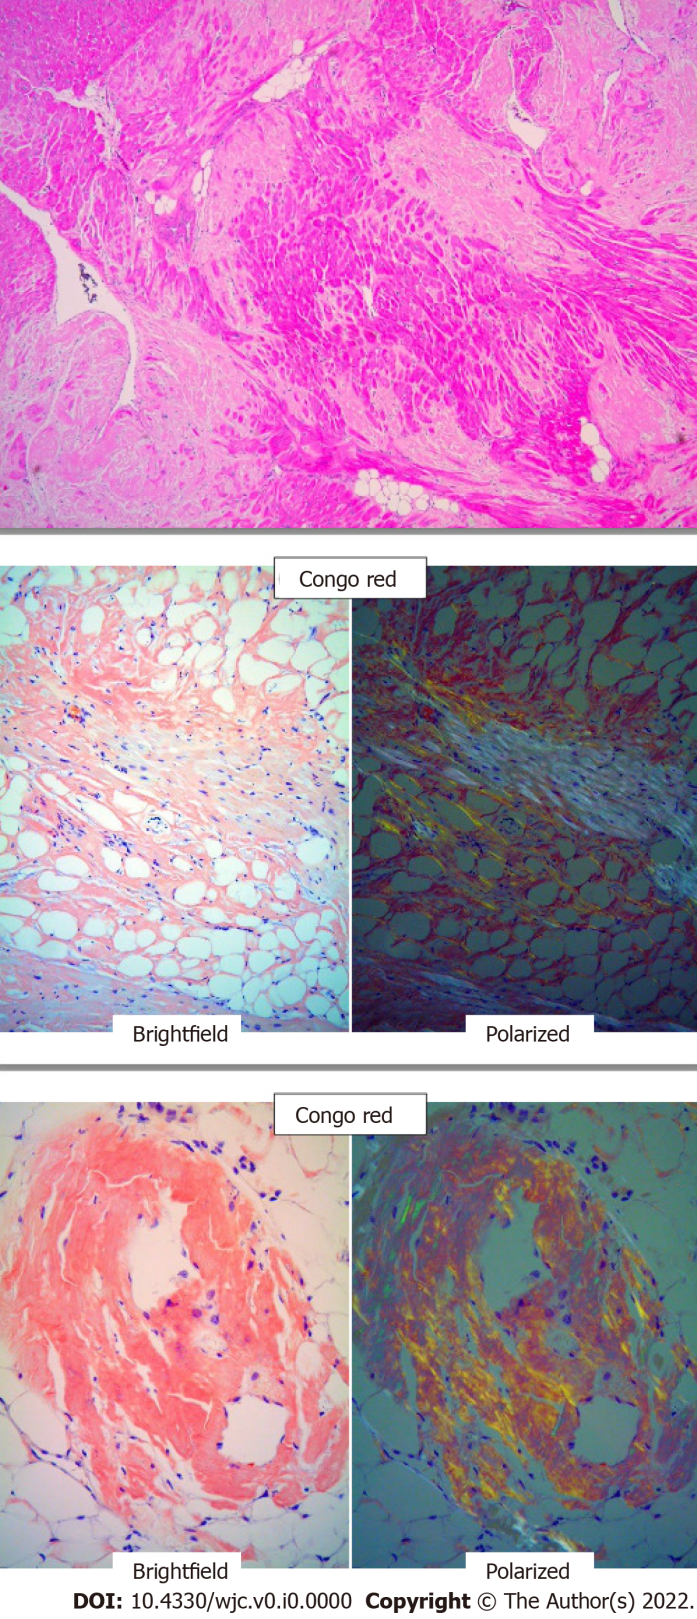 Congo red
Brightfield
Polarized
Congo red
Brightfield
Polarized
DOI: 10.4330/wjc.v0.i0.0000 Copyright © The Author(s) 2022.